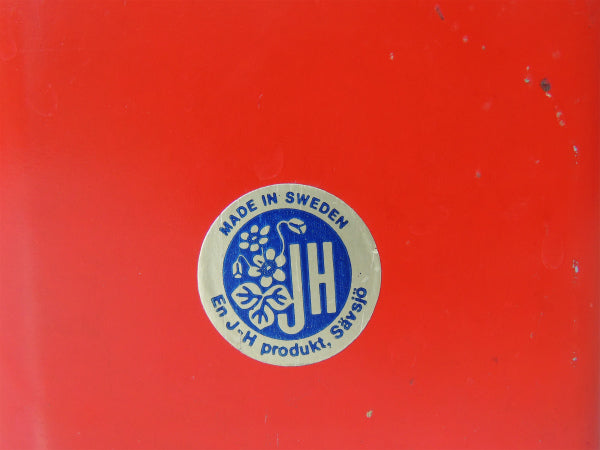 MADE IN SWEDEN
JH
En J-H produkt, Sävsjö